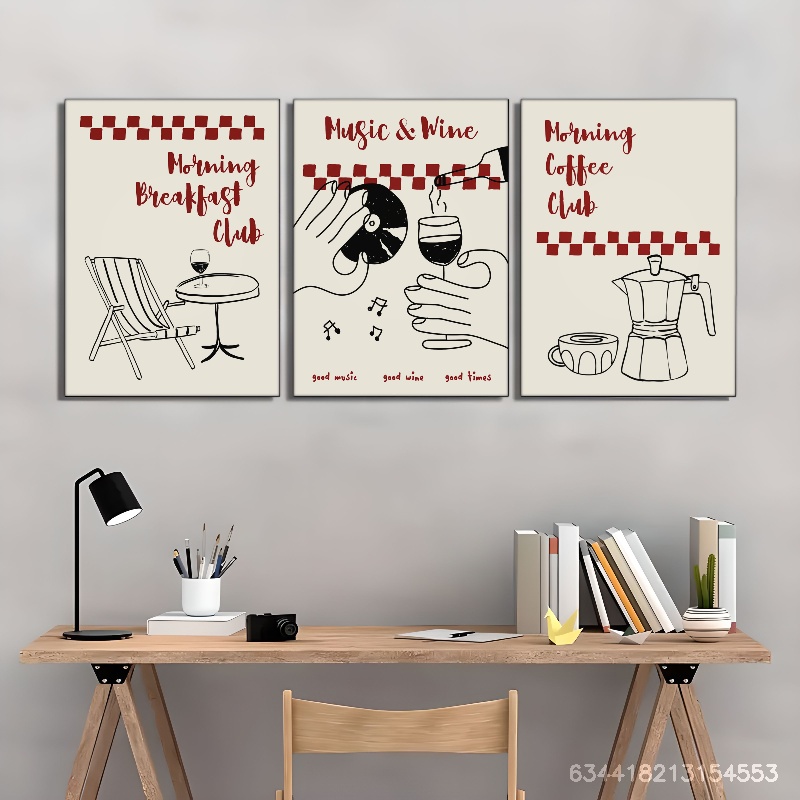 Morning
Breakfast
Club
Music & Wine
good music good wine good times
Morning
Coffee
Club
634418213154553